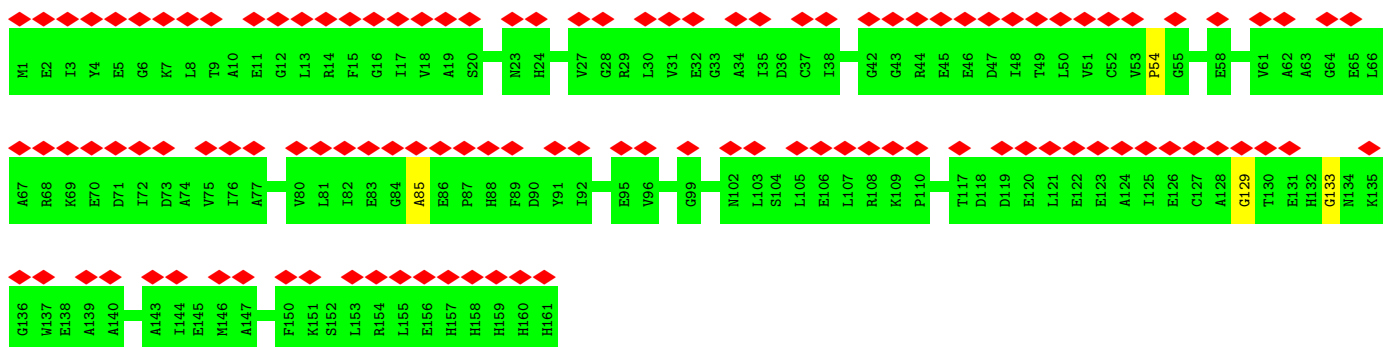 M1 E2 I3 Y4 E5 G6 K7 L8 T9 A10 E11 G12 L13 R14 F15 G16 I17 V18 A19 S20 N23 H24 V27 G28 R29 L30 V31 E32 G33 A34 I35 D36 C37 I38 G42 G43 R44 E45 E46 D47 I48 T49 L50 V51 C52 V53 P54 G55 E58 V61 A62 A63 G64 E65 L66
A67 R68 K69 E70 D71 I72 D73 A74 V75 I76 A77 V80 L81 I82 E83 G84 A85 E86 P87 H88 F89 D90 Y91 I92 E95 V96 G99 N102 L103 S104 L105 E106 L107 R108 K109 P110 T117 D118 D119 E120 L121 E122 E123 A124 I125 E126 C127 A128 G129 T130 E131 H132 G133 N134 K135
G136 W137 E138 A139 A140 A143 I144 E145 M146 A147 F150 K151 S152 L153 R154 L155 E156 H157 H158 H159 H160 H161